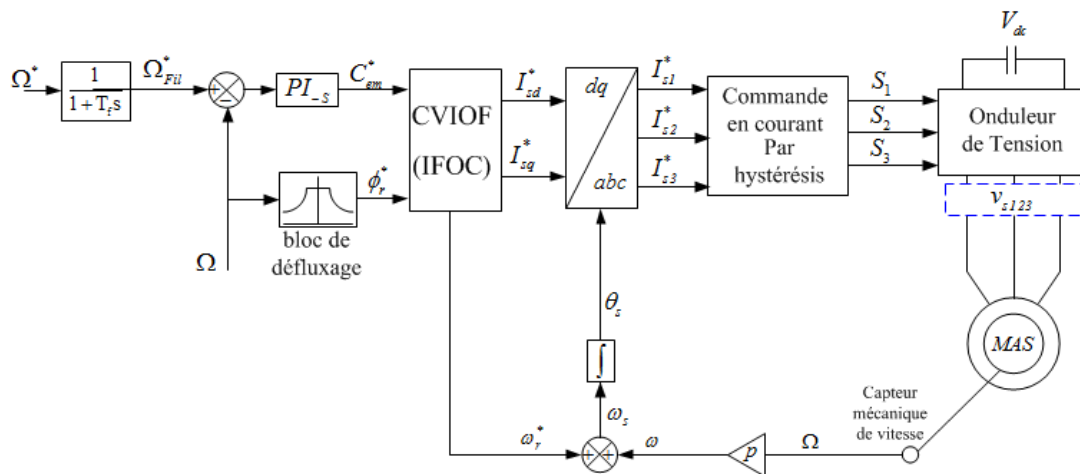 V_dc
Ω*
1
1+T_f s
Ω*_Fil
−
PI_-S
C*_em
CVIOF
(IFOC)
I*_sd
I*_sq
dq
abc
I*_s1
I*_s2
I*_s3
Commande
en courant
Par
hystérésis
S_1
S_2
S_3
Onduleur
de Tension
v_s123
ϕ*_r
bloc de
défluxage
Ω
θ_s
∫
ω_s
ω*_r
+
+
ω
p
Ω
Capteur
mécanique
de vitesse
MAS